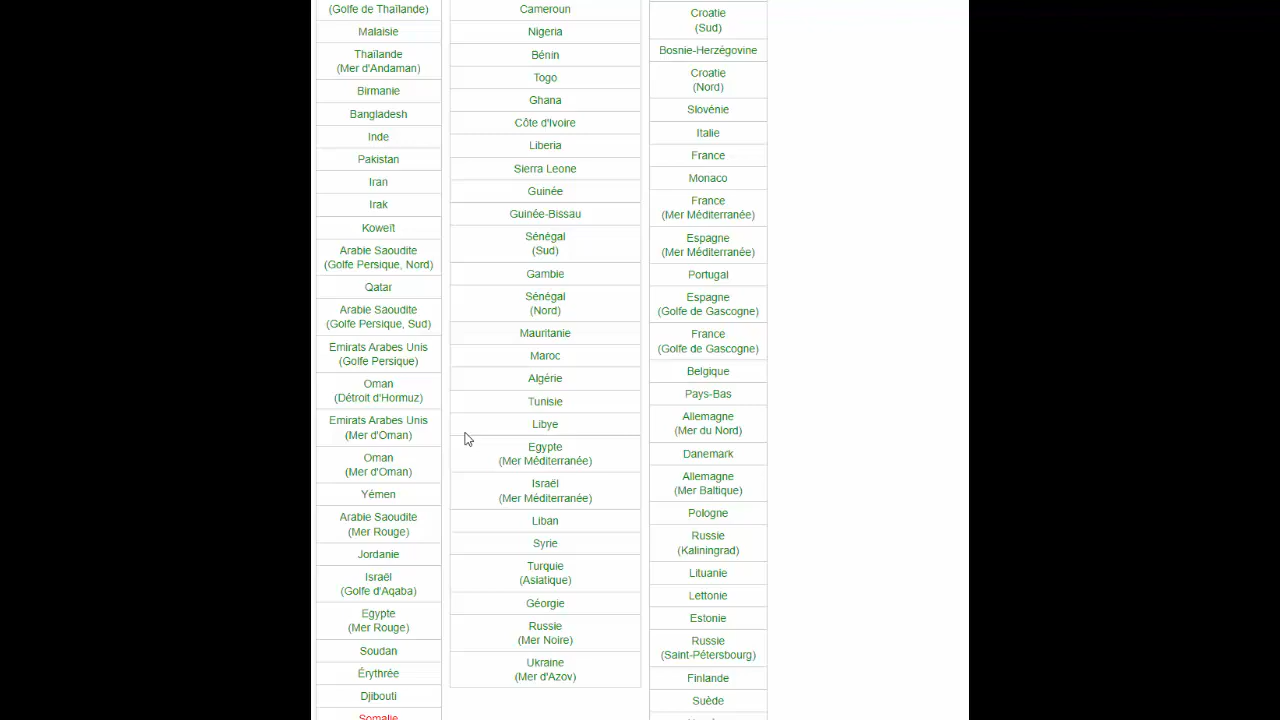 (Golfe de Thaïlande)
Malaisie
Thaïlande
(Mer d'Andaman)
Birmanie
Bangladesh
Inde
Pakistan
Iran
Irak
Koweït
Arabie Saoudite
(Golfe Persique, Nord)
Qatar
Arabie Saoudite
(Golfe Persique, Sud)
Emirats Arabes Unis
(Golfe Persique)
Oman
(Détroit d'Hormuz)
Emirats Arabes Unis
(Mer d'Oman)
Oman
(Mer d'Oman)
Yémen
Arabie Saoudite
(Mer Rouge)
Jordanie
Israël
(Golfe d'Aqaba)
Egypte
(Mer Rouge)
Soudan
Érythrée
Djibouti
Somalie
Cameroun
Nigeria
Bénin
Togo
Ghana
Côte d'Ivoire
Liberia
Sierra Leone
Guinée
Guinée-Bissau
Sénégal
(Sud)
Gambie
Sénégal
(Nord)
Mauritanie
Maroc
Algérie
Tunisie
Libye
Egypte
(Mer Méditerranée)
Israël
(Mer Méditerranée)
Liban
Syrie
Turquie
(Asiatique)
Géorgie
Russie
(Mer Noire)
Ukraine
(Mer d'Azov)
Croatie
(Sud)
Bosnie-Herzégovine
Croatie
(Nord)
Slovénie
Italie
France
Monaco
France
(Mer Méditerranée)
Espagne
(Mer Méditerranée)
Portugal
Espagne
(Golfe de Gascogne)
France
(Golfe de Gascogne)
Belgique
Pays-Bas
Allemagne
(Mer du Nord)
Danemark
Allemagne
(Mer Baltique)
Pologne
Russie
(Kaliningrad)
Lituanie
Lettonie
Estonie
Russie
(Saint-Pétersbourg)
Finlande
Suède